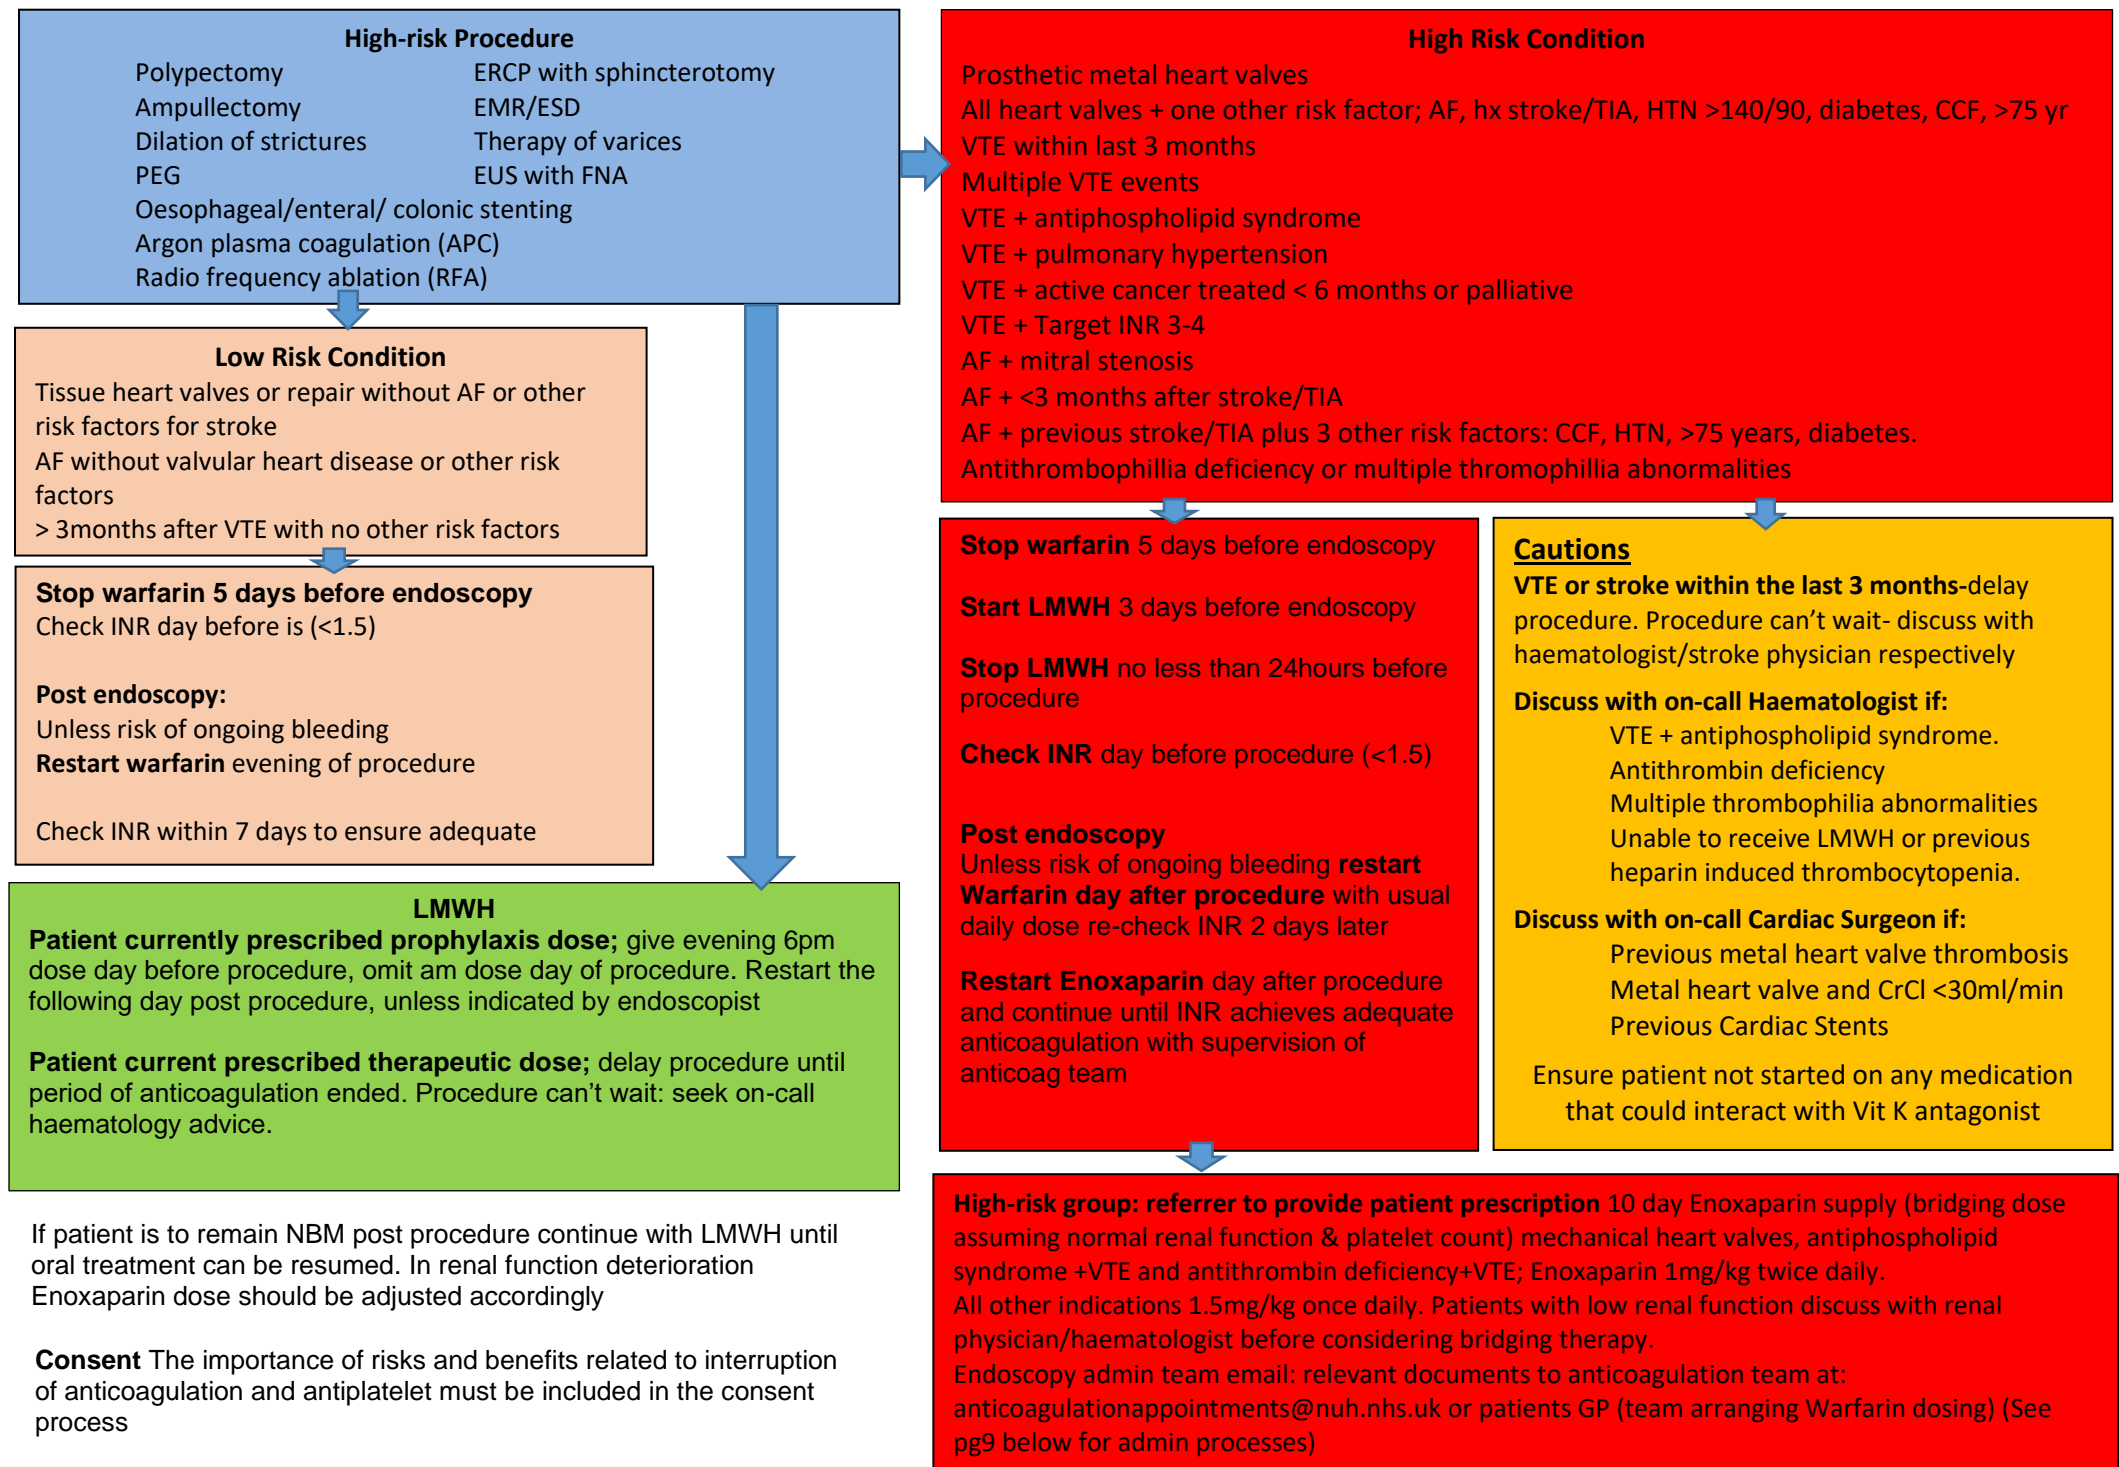 High-risk Procedure
Polypectomy ERCP with sphincterotomy
Ampullectomy EMR/ESD
Dilation of strictures Therapy of varices
PEG EUS with FNA
Oesophageal/enteral/ colonic stenting
Argon plasma coagulation (APC)
Radio frequency ablation (RFA)
High Risk Condition
Prosthetic metal heart valves
All heart valves + one other risk factor; AF, hx stroke/TIA, HTN >140/90, diabetes, CCF, >75 yr
VTE within last 3 months
Multiple VTE events
VTE + antiphospholipid syndrome
VTE + pulmonary hypertension
VTE + active cancer treated < 6 months or palliative
VTE + Target INR 3-4
AF + mitral stenosis
AF + <3 months after stroke/TIA
AF + previous stroke/TIA plus 3 other risk factors: CCF, HTN, >75 years, diabetes.
Antithrombophillia deficiency or multiple thromophillia abnormalities
Low Risk Condition
Tissue heart valves or repair without AF or other
risk factors for stroke
AF without valvular heart disease or other risk
factors
> 3months after VTE with no other risk factors
Stop warfarin 5 days before endoscopy
Check INR day before is (<1.5)
Post endoscopy:
Unless risk of ongoing bleeding
Restart warfarin evening of procedure
Check INR within 7 days to ensure adequate
LMWH
Patient currently prescribed prophylaxis dose; give evening 6pm
dose day before procedure, omit am dose day of procedure. Restart the
following day post procedure, unless indicated by endoscopist
Patient current prescribed therapeutic dose; delay procedure until
period of anticoagulation ended. Procedure can't wait: seek on-call
haematology advice.
If patient is to remain NBM post procedure continue with LMWH until
oral treatment can be resumed. In renal function deterioration
Enoxaparin dose should be adjusted accordingly
Consent The importance of risks and benefits related to interruption
of anticoagulation and antiplatelet must be included in the consent
process
Stop warfarin 5 days before endoscopy
Start LMWH 3 days before endoscopy
Stop LMWH no less than 24hours before
procedure
Check INR day before procedure (<1.5)
Post endoscopy
Unless risk of ongoing bleeding restart
Warfarin day after procedure with usual
daily dose re-check INR 2 days later
Restart Enoxaparin day after procedure
and continue until INR achieves adequate
anticoagulation with supervision of
anticoag team
Cautions
VTE or stroke within the last 3 months-delay
procedure. Procedure can't wait- discuss with
haematologist/stroke physician respectively
Discuss with on-call Haematologist if:
VTE + antiphospholipid syndrome.
Antithrombin deficiency
Multiple thrombophilia abnormalities
Unable to receive LMWH or previous
heparin induced thrombocytopenia.
Discuss with on-call Cardiac Surgeon if:
Previous metal heart valve thrombosis
Metal heart valve and CrCl <30ml/min
Previous Cardiac Stents
Ensure patient not started on any medication
that could interact with Vit K antagonist
High-risk group: referrer to provide patient prescription 10 day Enoxaparin supply (bridging dose
assuming normal renal function & platelet count) mechanical heart valves, antiphospholipid
syndrome +VTE and antithrombin deficiency+VTE; Enoxaparin 1mg/kg twice daily.
All other indications 1.5mg/kg once daily. Patients with low renal function discuss with renal
physician/haematologist before considering bridging therapy.
Endoscopy admin team email: relevant documents to anticoagulation team at:
anticoagulationappointments@nuh.nhs.uk or patients GP (team arranging Warfarin dosing) (See
pg9 below for admin processes)